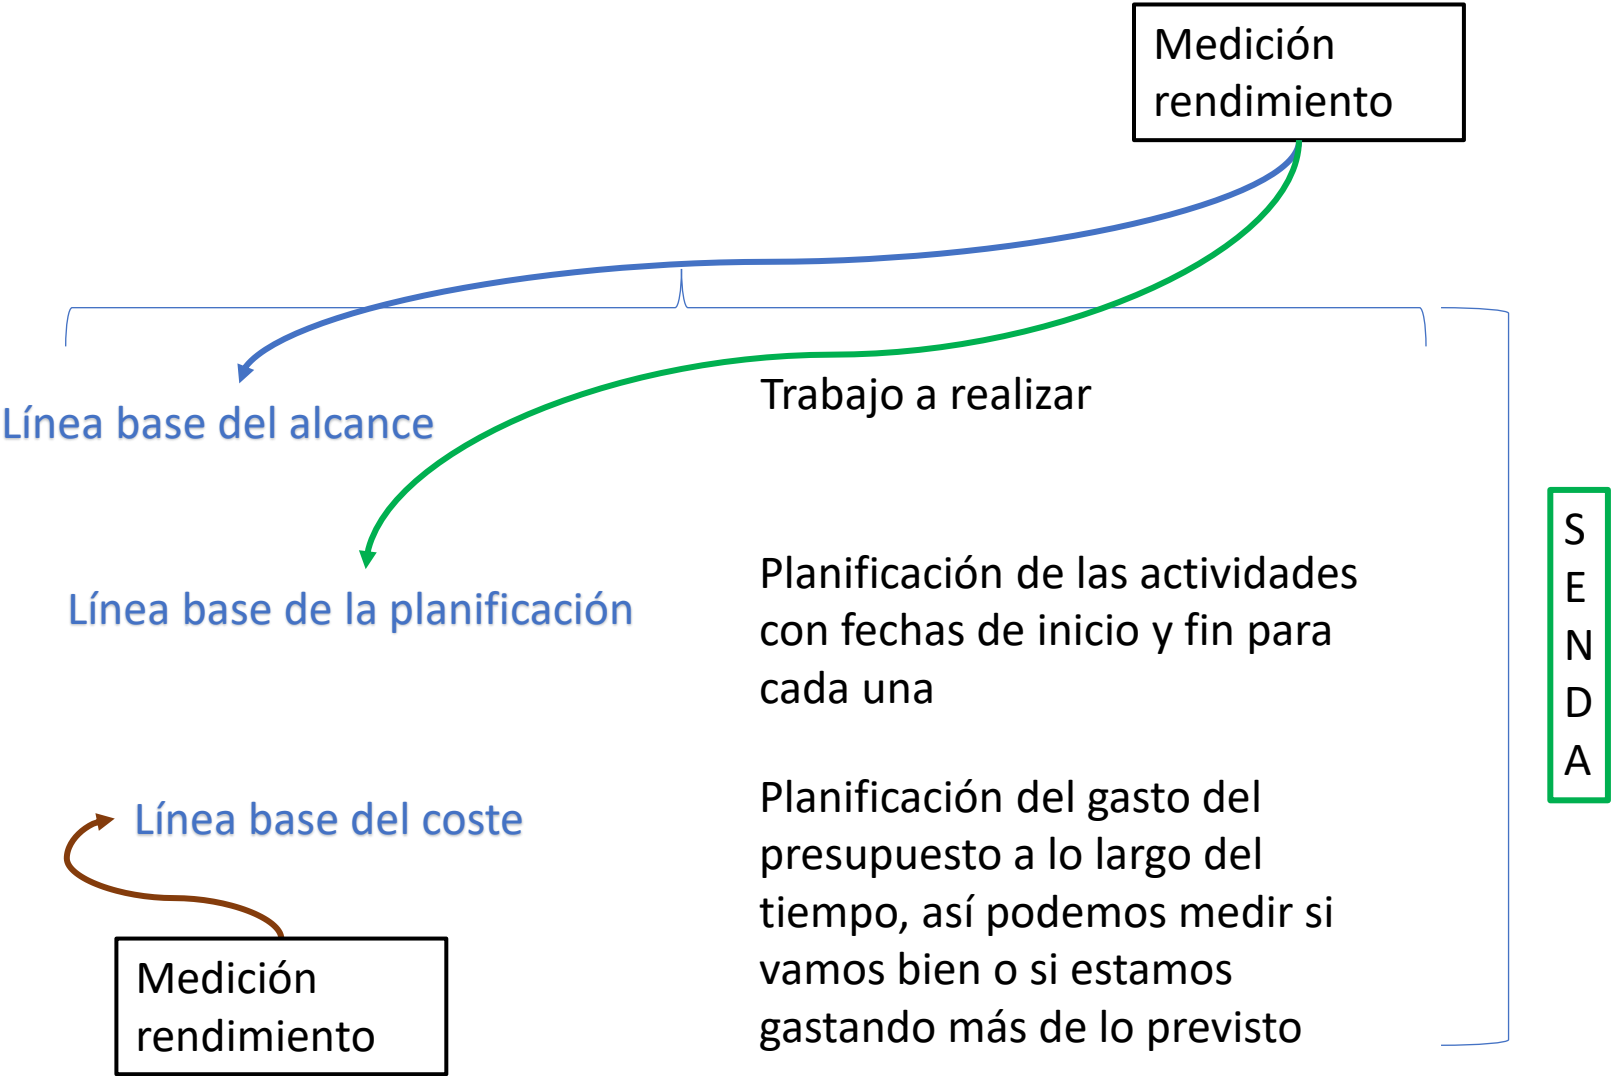 Medición
rendimiento
Línea base del alcance
Trabajo a realizar
Línea base de la planificación
Planificación de las actividades
con fechas de inicio y fin para
cada una
S
E
N
D
A
Línea base del coste
Planificación del gasto del
presupuesto a lo largo del
tiempo, así podemos medir si
vamos bien o si estamos
gastando más de lo previsto
Medición
rendimiento